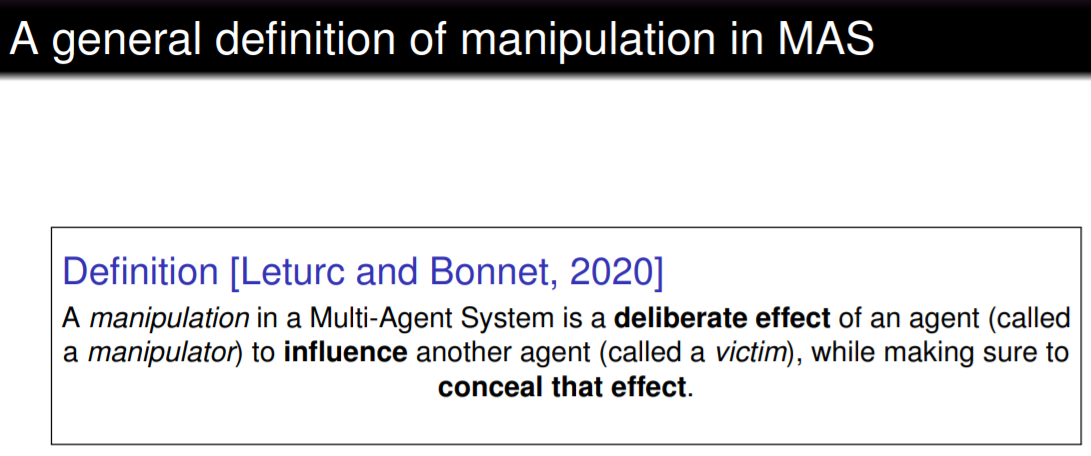 A general definition of manipulation in MAS
Definition [Leturc and Bonnet, 2020]
A manipulation in a Multi-Agent System is a deliberate effect of an agent (called
a manipulator) to influence another agent (called a victim), while making sure to
conceal that effect.